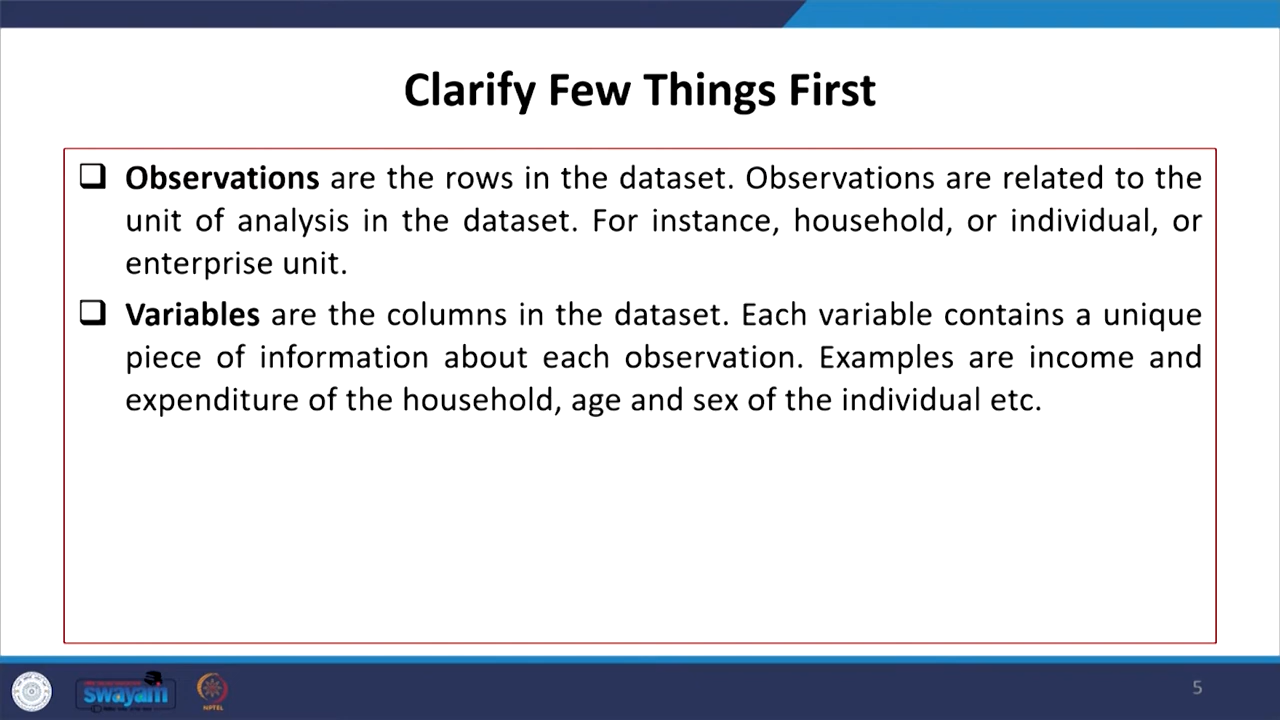 Clarify Few Things First
Observations are the rows in the dataset. Observations are related to the
unit of analysis in the dataset. For instance, household, or individual, or
enterprise unit.
Variables are the columns in the dataset. Each variable contains a unique
piece of information about each observation. Examples are income and
expenditure of the household, age and sex of the individual etc.
swayam
NPTEL
5